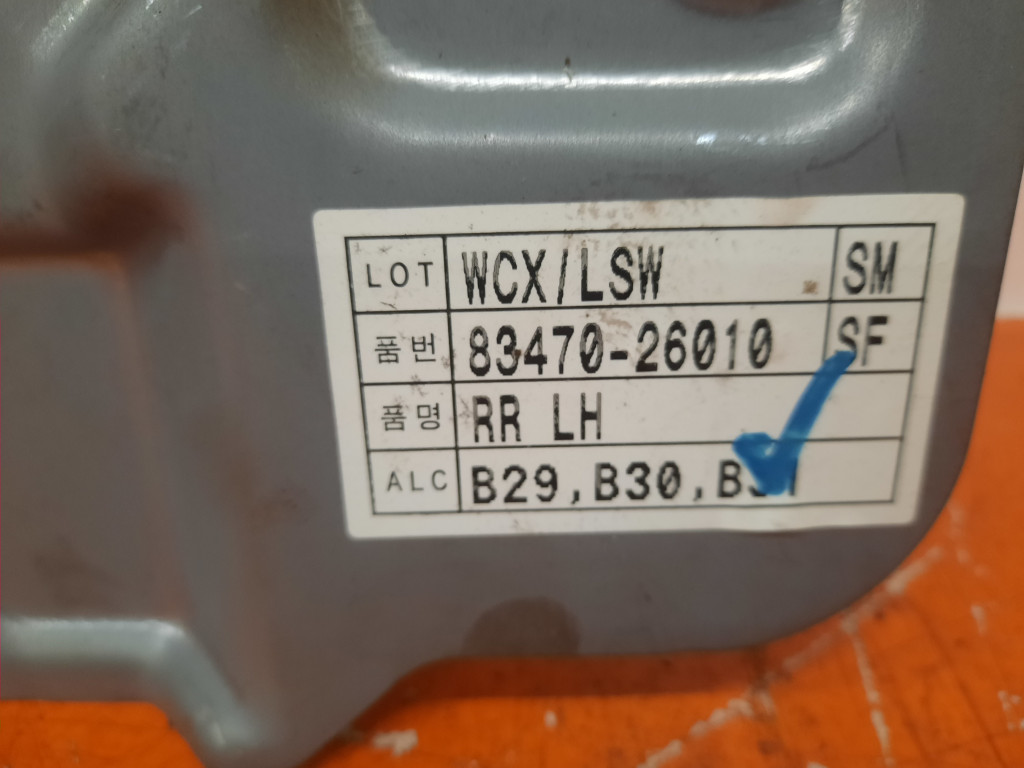 LOT WCX/LSW SM
품번 83470-26010 SF
품명 RR LH
ALC B29,B30,